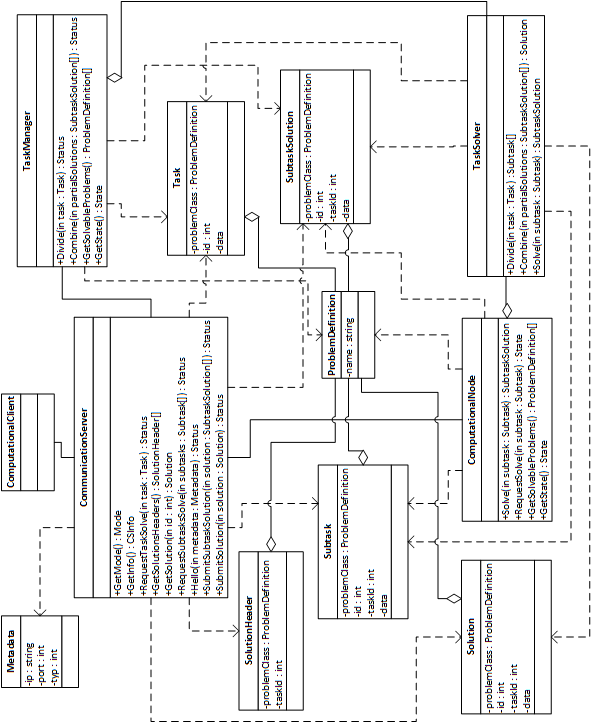 TaskManager
+Divide(in task : Task) : Status
+Combine(in partialSolutions : SubtaskSolution[]) : Status
+GetSolvableProblems() : ProblemDefinition[]
+GetState() : State
Task
-problemClass : ProblemDefinition
-id : int
-data
SubtaskSolution
-problemClass : ProblemDefinition
-id : int
-taskId : int
-data
TaskSolver
+Divide(in task : Task) : Subtask[]
+Combine(in partialSolutions : SubtaskSolution[]) : Solution
+Solve(in subtask : Subtask) : SubtaskSolution
ComputationalClient
CommunicationServer
+GetMode() : Mode
+GetInfo() : CSInfo
+RequestTaskSolve(in task : Task) : Status
+GetSolutionsHeaders() : SolutionHeader[]
+GetSolution(in id : int) : Solution
+RequestSubtasksSolve(in subtasks : Subtask[]) : Status
+Hello(in metadata : Metadata) : Status
+SubmitSubtaskSolution(in solution : SubtaskSolution[]) : Status
+SubmitSolution(in solution : Solution) : Status
ProblemDefinition
-name : string
ComputationalNode
+Solve(in subtask : Subtask) : SubtaskSolution
+RequestSolve(in subtask : Subtask) : State
+GetSolvableProblems() : ProblemDefinition[]
+GetState() : State
Metadata
-ip : string
-port : int
-typ : int
SolutionHeader
-problemClass : ProblemDefinition
-taskId : int
Subtask
-problemClass : ProblemDefinition
-id : int
-taskId : int
-data
Solution
-problemClass : ProblemDefinition
-id : int
-taskId : int
-data